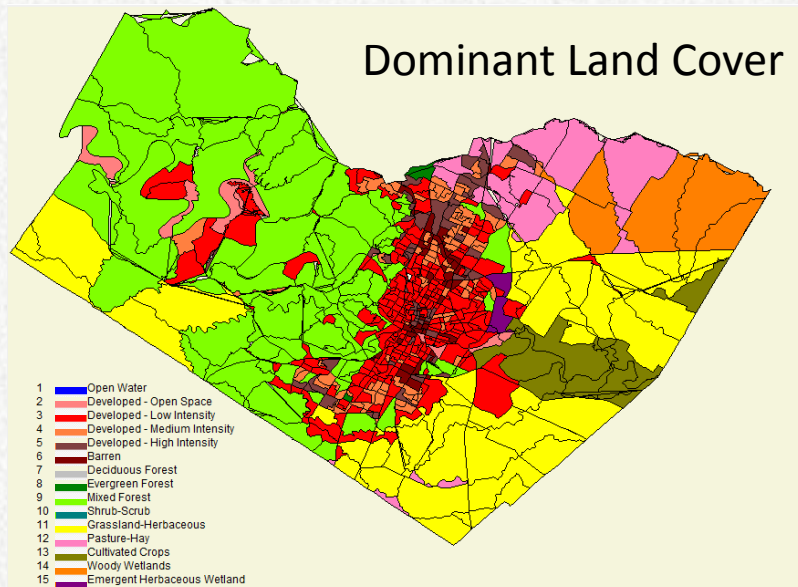 Dominant Land Cover
1 Open Water
2 Developed - Open Space
3 Developed - Low Intensity
4 Developed - Medium Intensity
5 Developed - High Intensity
6 Barren
7 Deciduous Forest
8 Evergreen Forest
9 Mixed Forest
10 Shrub-Scrub
11 Grassland-Herbaceous
12 Pasture-Hay
13 Cultivated Crops
14 Woody Wetlands
15 Emergent Herbaceous Wetland